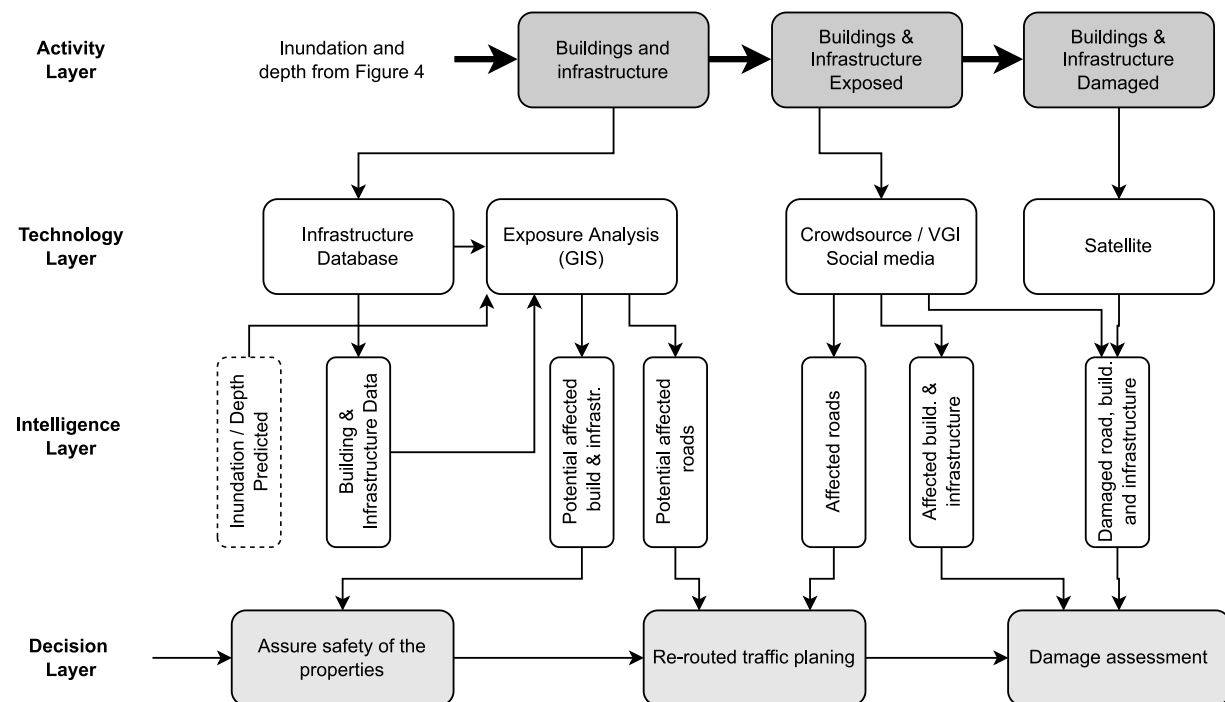 Activity
Layer
Inundation and
depth from Figure 4
Buildings and
infrastructure
Buildings &
Infrastructure
Exposed
Buildings &
Infrastructure
Damaged
Technology
Layer
Infrastructure
Database
Exposure Analysis
(GIS)
Crowdsource / VGI
Social media
Satellite
Intelligence
Layer
Inundation / Depth
Predicted
Building &
Infrastructure Data
Potential affected
build & infrastr.
Potential affected
roads
Affected roads
Affected build. &
infrastructure
Damaged road, build.
and infrastructure
Decision
Layer
Assure safety of the
properties
Re-routed traffic planing
Damage assessment